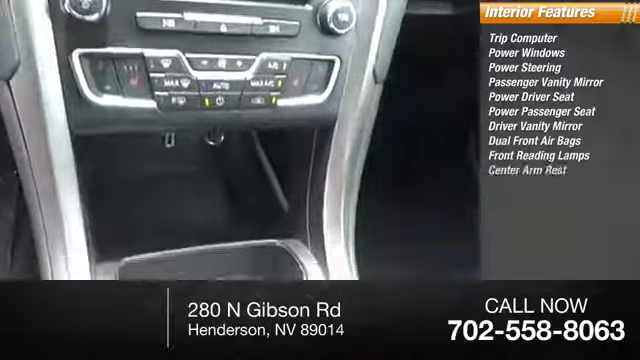 Interior Features
Trip Computer
Power Windows
Power Steering
Passenger Vanity Mirror
Power Driver Seat
Power Passenger Seat
Driver Vanity Mirror
Dual Front Air Bags
Front Reading Lamps
Center Arm Rest
A/C
MAX
AUTO
MAX A/C
280 N Gibson Rd
Henderson, NV 89014
CALL NOW
702-558-8063